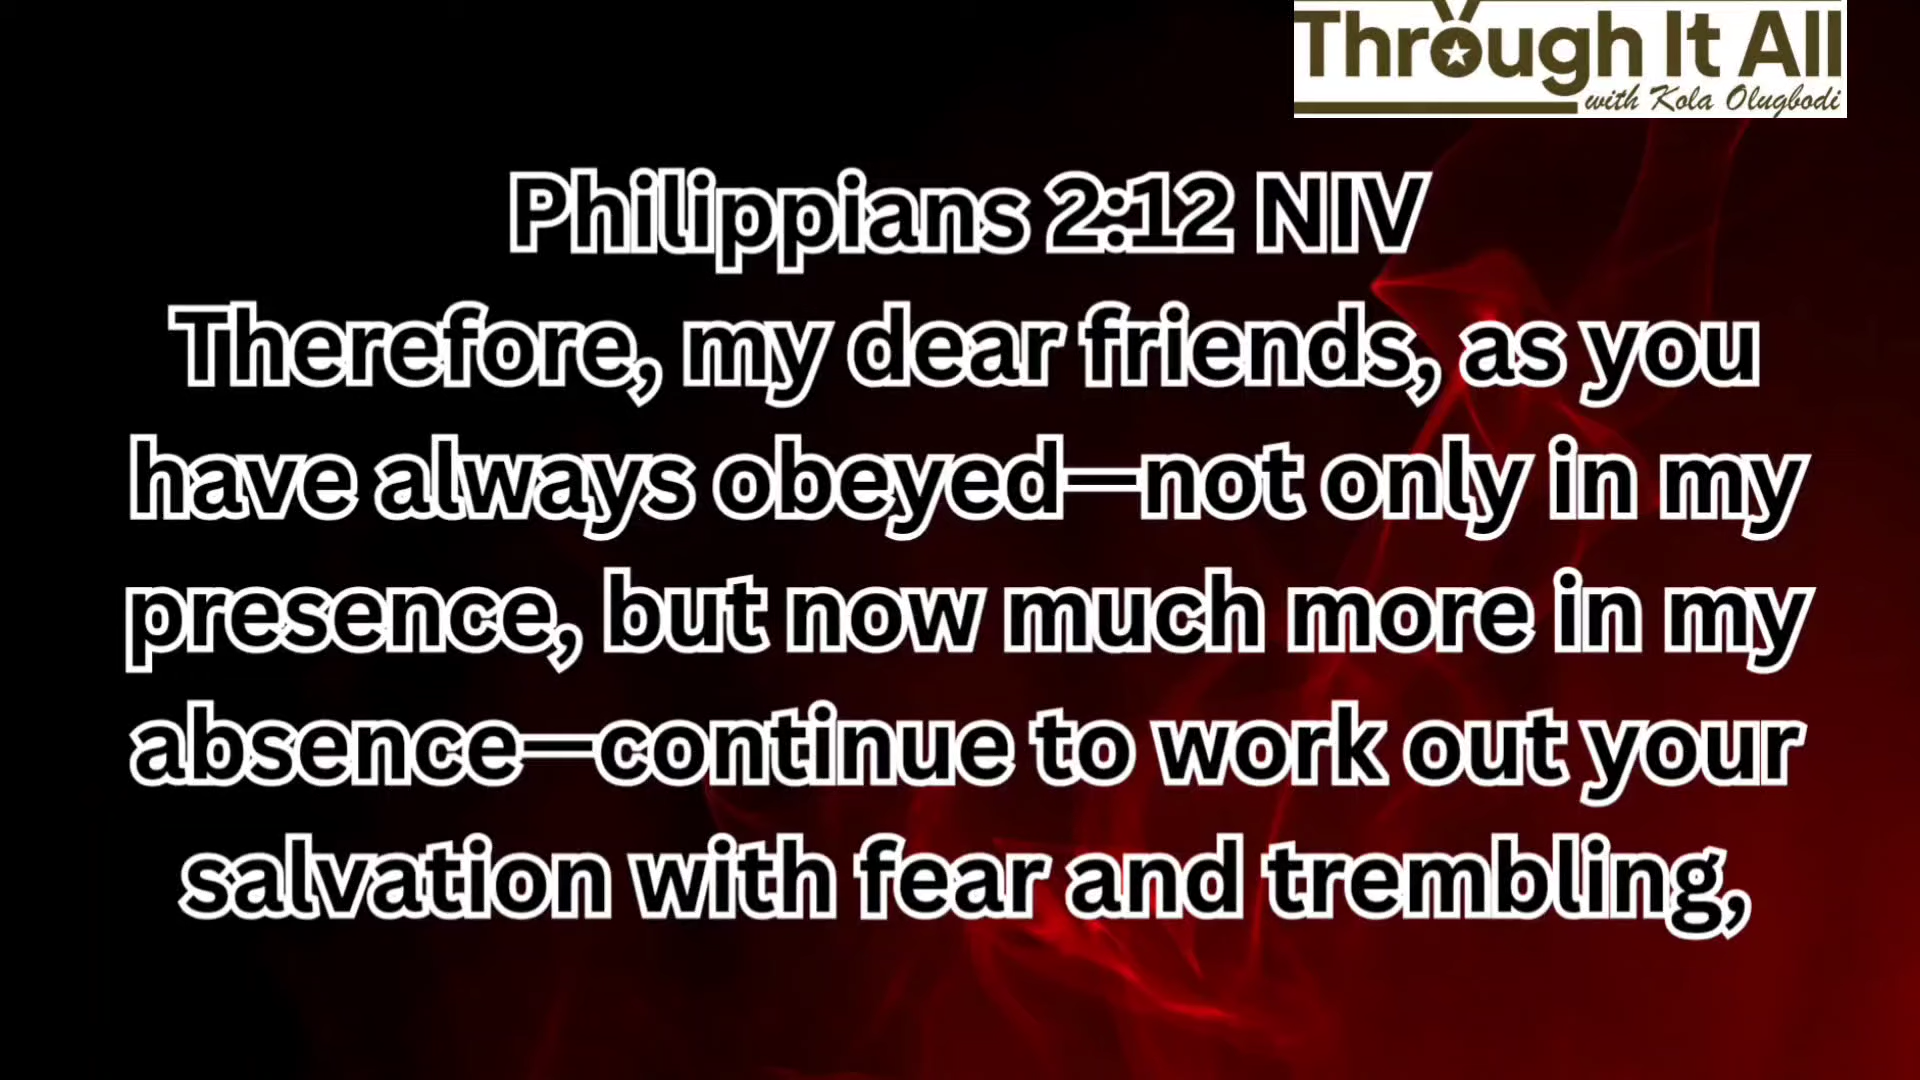 Through It All
with Kola Olugbodi
Philippians 2:12 NIV
Therefore, my dear friends, as you
have always obeyed—not only in my
presence, but now much more in my
absence—continue to work out your
salvation with fear and trembling,